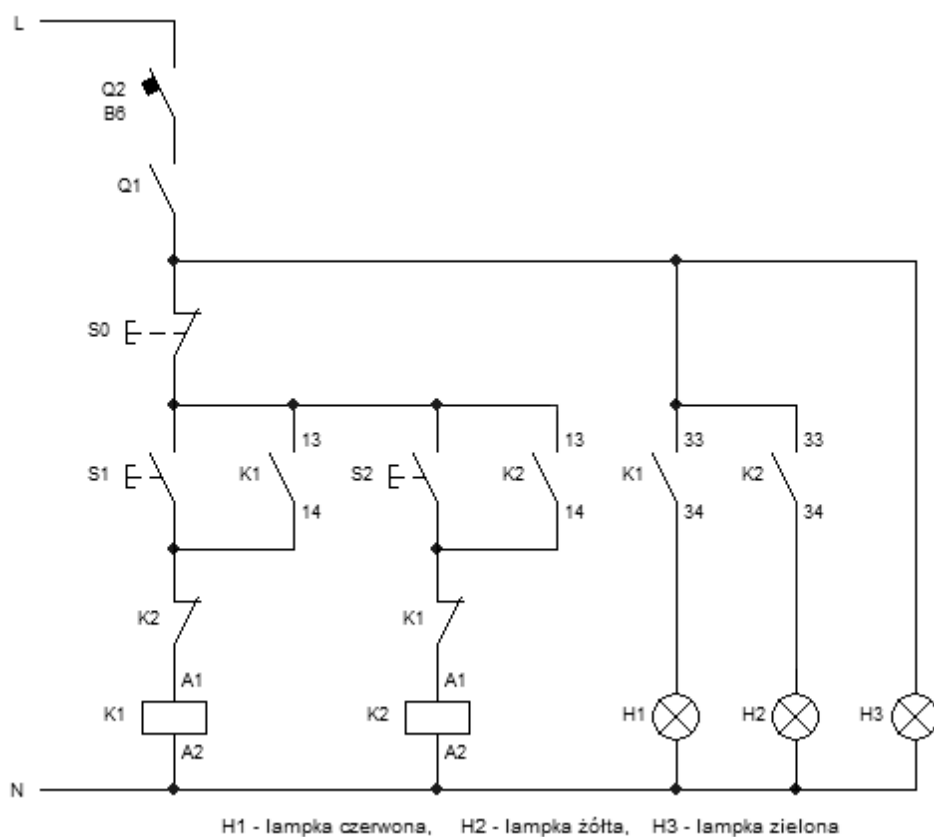 L
Q2
B6
Q1
S0
13 13 33 33
S1 K1 S2 K2 K1 K2
14 14 34 34
K2 K1
A1 A1
K1 K2 H1 H2 H3
A2 A2
N
H1 - lampka czerwona, H2 - lampka żółta, H3 - lampka zielona